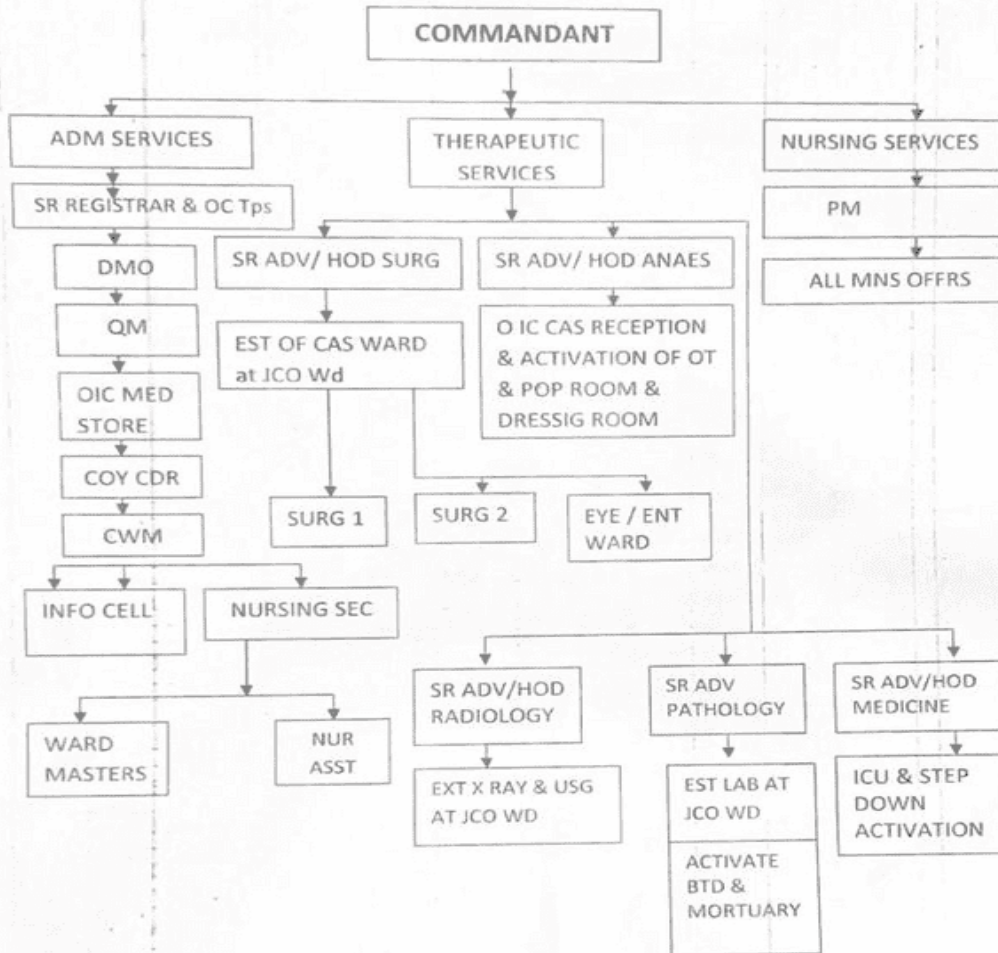 COMMANDANT
ADM SERVICES
THERAPEUTIC
SERVICES
NURSING SERVICES
SR REGISTRAR & OC Tps
PM
DMO
SR ADV/ HOD SURG
SR ADV/ HOD ANAES
ALL MNS OFFRS
QM
EST OF CAS WARD
at JCO Wd
O IC CAS RECEPTION
& ACTIVATION OF OT
& POP ROOM &
DRESSIG ROOM
OIC MED
STORE
COY CDR
CWM
SURG 1
SURG 2
EYE / ENT
WARD
INFO CELL
NURSING SEC
SR ADV/HOD
RADIOLOGY
SR ADV
PATHOLOGY
SR ADV/HOD
MEDICINE
WARD
MASTERS
NUR
ASST
EXT X RAY & USG
AT JCO WD
EST LAB AT
JCO WD
ACTIVATE
BTD &
MORTUARY
ICU & STEP
DOWN
ACTIVATION